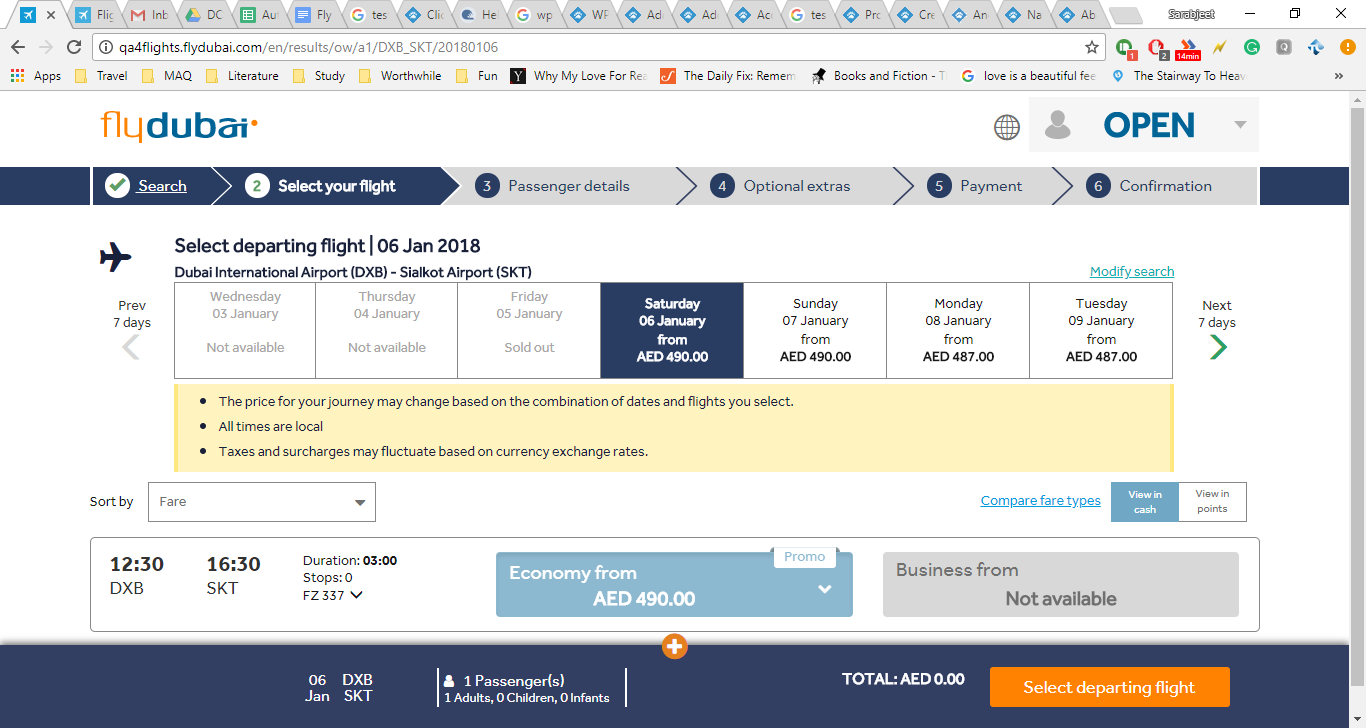 Flig
Inb
DC
Aut
Fly
tes
Clic
He
wp
WF
Ad
Ad
Acc
tes
Pro
Cre
An
Na
Ab
Sarabjeet
qa4flights.flydubai.com/en/results/ow/a1/DXB_SKT/20180106
1
2
14min
Apps
Travel
MAQ
Literature
Study
Worthwhile
Fun
Why My Love For Rea
The Daily Fix: Remem
Books and Fiction - T
love is a beautiful fee
The Stairway To Heav
flydubai
OPEN
Search
2 Select your flight
3 Passenger details
4 Optional extras
5 Payment
6 Confirmation
Select departing flight | 06 Jan 2018
Dubai International Airport (DXB) - Sialkot Airport (SKT)
Modify search
Prev
7 days
Wednesday
03 January
Not available
Thursday
04 January
Not available
Friday
05 January
Sold out
Saturday
06 January
from
AED 490.00
Sunday
07 January
from
AED 490.00
Monday
08 January
from
AED 487.00
Tuesday
09 January
from
AED 487.00
Next
7 days
• The price for your journey may change based on the combination of dates and flights you select.
• All times are local
• Taxes and surcharges may fluctuate based on currency exchange rates.
Sort by
Fare
Compare fare types
View in
cash
View in
points
12:30
DXB
16:30
SKT
Duration: 03:00
Stops: 0
FZ 337
Promo
Economy from
AED 490.00
Business from
Not available
06
Jan
DXB
SKT
1 Passenger(s)
1 Adults, 0 Children, 0 Infants
TOTAL: AED 0.00
Select departing flight